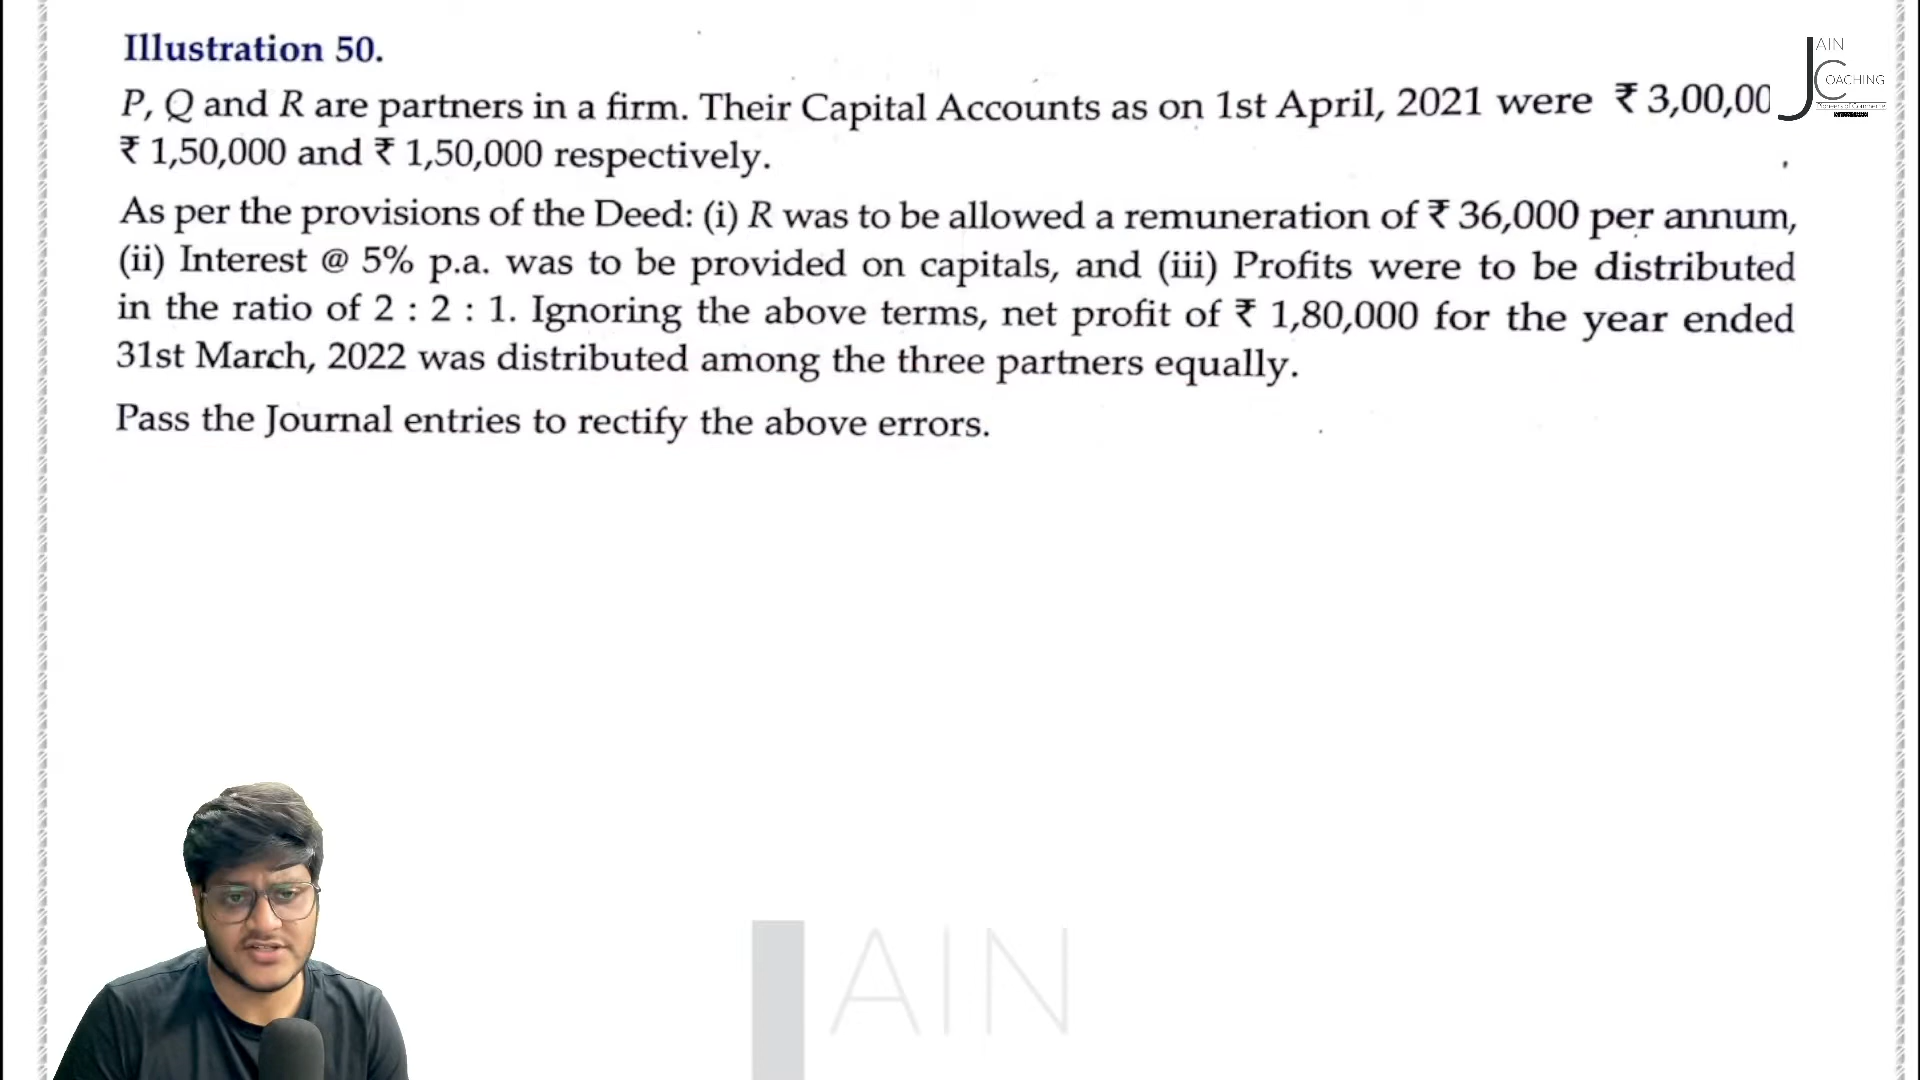 Illustration 50.
P, Q and R are partners in a firm. Their Capital Accounts as on 1st April, 2021 were ₹ 3,00,00
₹ 1,50,000 and ₹ 1,50,000 respectively.
As per the provisions of the Deed: (i) R was to be allowed a remuneration of ₹ 36,000 per annum,
(ii) Interest @ 5% p.a. was to be provided on capitals, and (iii) Profits were to be distributed
in the ratio of 2 : 2 : 1. Ignoring the above terms, net profit of ₹ 1,80,000 for the year ended
31st March, 2022 was distributed among the three partners equally.
Pass the Journal entries to rectify the above errors.
JAIN
COACHING
Pioneers of Commerce
JAIN